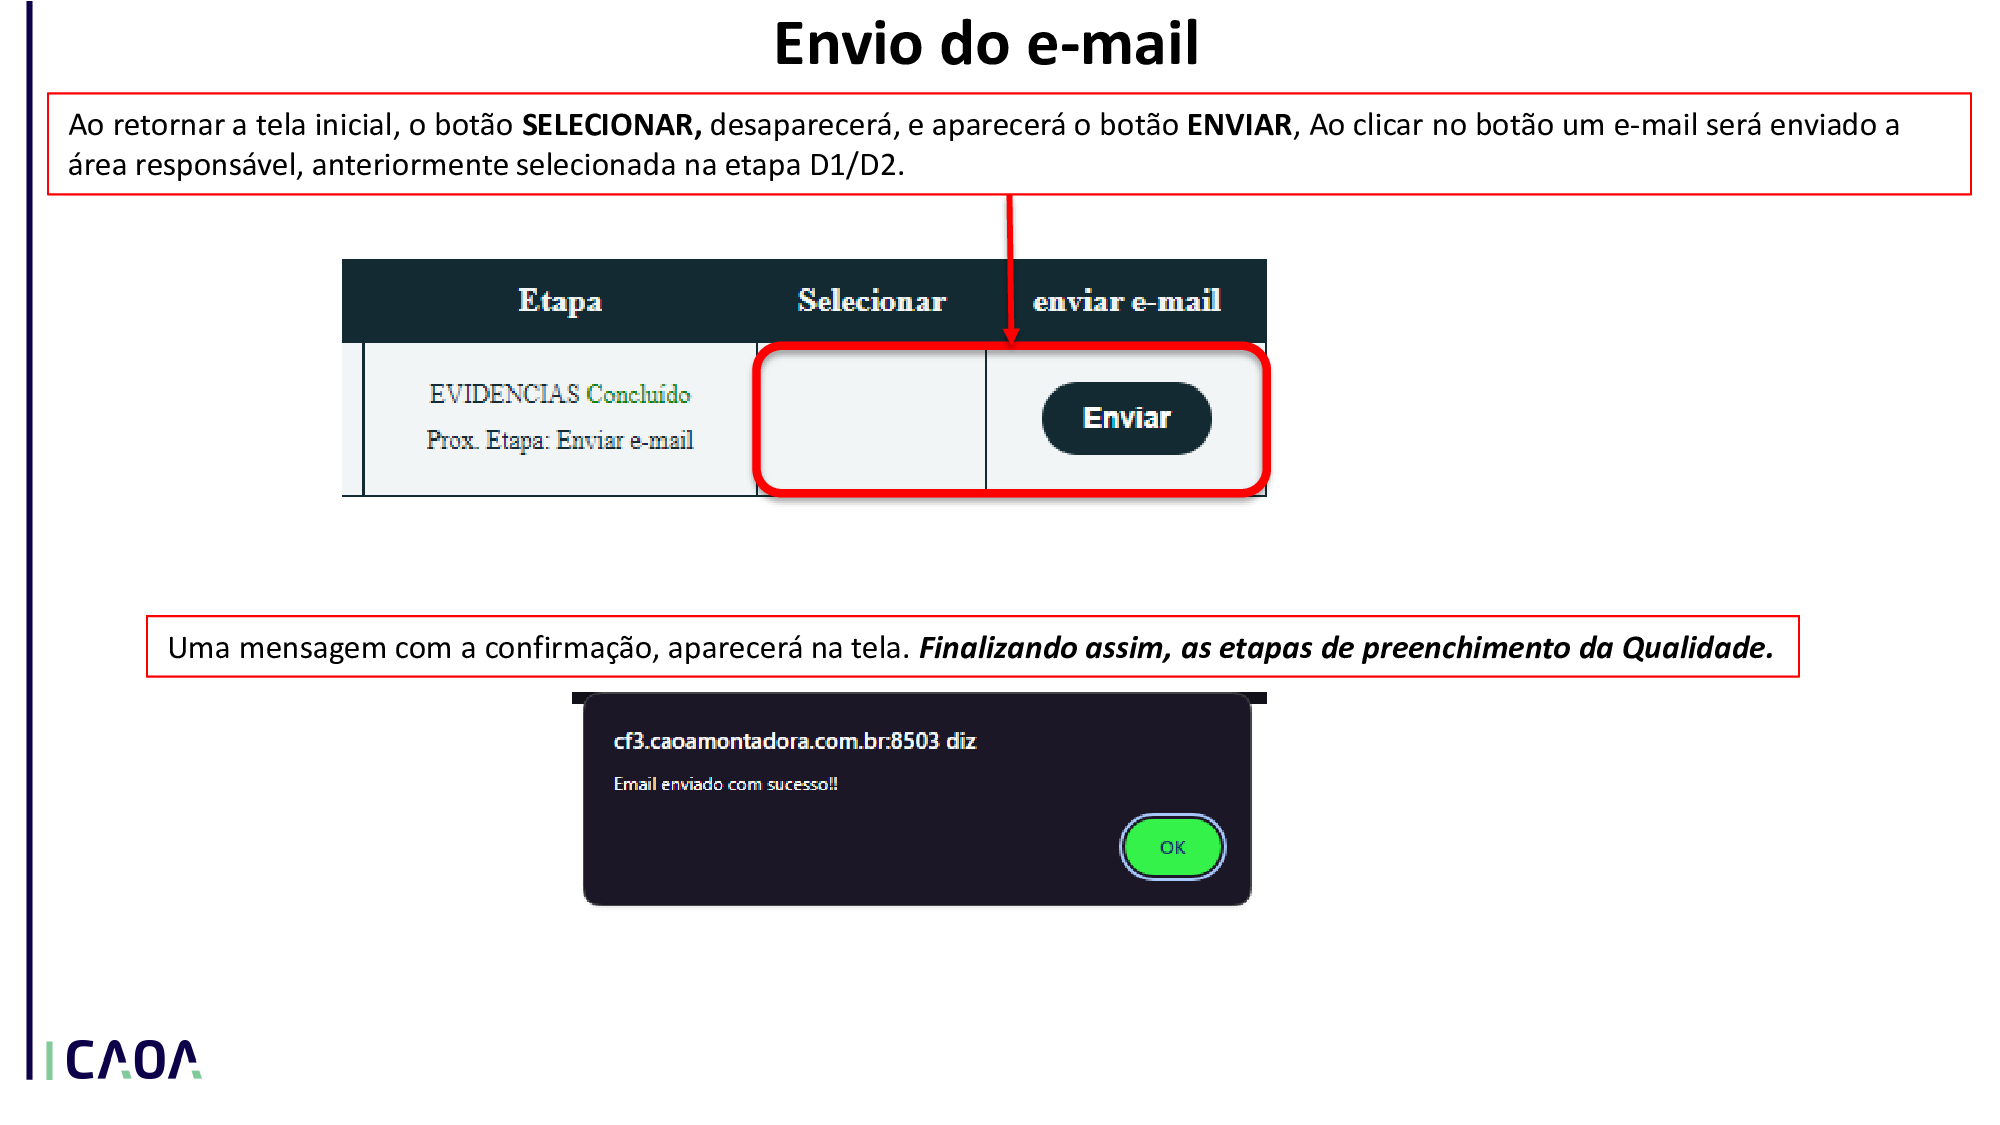 Envio do e-mail
Ao retornar a tela inicial, o botão SELECIONAR, desaparecerá, e aparecerá o botão ENVIAR, Ao clicar no botão um e-mail será enviado a
área responsável, anteriormente selecionada na etapa D1/D2.
Etapa Selecionar enviar e-mail
EVIDENCIAS Concluído
Prox. Etapa: Enviar e-mail
Enviar
Uma mensagem com a confirmação, aparecerá na tela. Finalizando assim, as etapas de preenchimento da Qualidade.
cf3.caoamontadora.com.br:8503 diz
Email enviado com sucesso!!
OK
CAOA